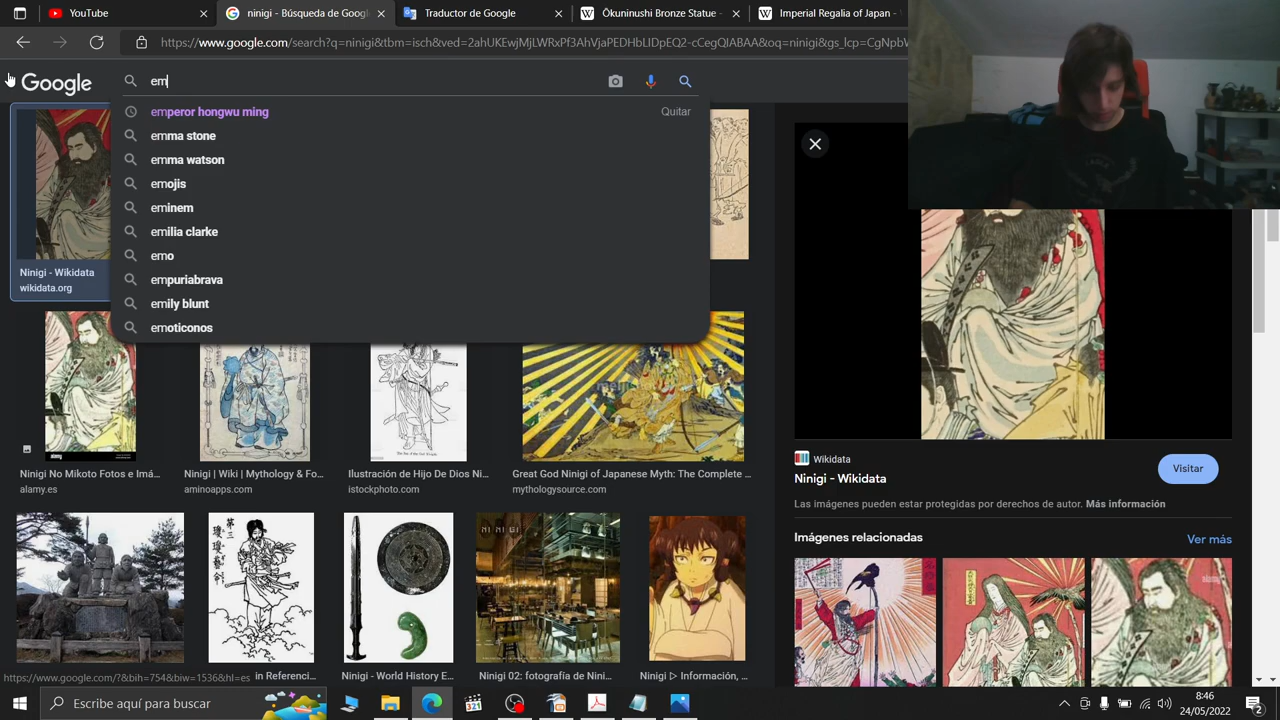 YouTube
ninigi - Búsqueda de Googl
Traductor de Google
Ōkuninushi Bronze Statue -
Imperial Regalia of Japan -
https://www.google.com/search?q=ninigi&tbm=isch&ved=2ahUKEwjMjLWRxPf3AhVjaPEDHbLIDpEQ2-cCegQIABAA&oq=ninigi&gs_lcp=CgNpbV
Google
em
emperor hongwu ming
Quitar
emma stone
emma watson
emojis
eminem
emilia clarke
emo
empuriabrava
emily blunt
emoticonos
Ninigi - Wikidata
wikidata.org
Ninigi No Mikoto Fotos e Imá...
alamy.es
Ninigi | Wiki | Mythology & Fo...
aminoapps.com
Ilustración de Hijo De Dios Ni...
istockphoto.com
Great God Ninigi of Japanese Myth: The Complete ...
mythologysource.com
Wikidata
Visitar
Ninigi - Wikidata
Las imágenes pueden estar protegidas por derechos de autor. Más información
Imágenes relacionadas
Ver más
NINIGI
alamy
https://www.google.com/?&bih=754&biw=1536&hl=es
in Referenci...
Ninigi - World History E...
Ninigi 02: fotografía de Nini...
Ninigi ▷ Información, ...
Escribe aquí para buscar
321
8:46
24/05/2022
2